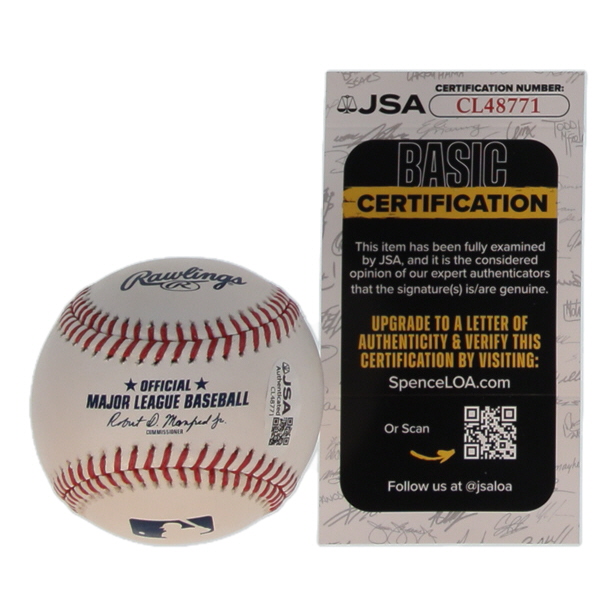 Rawlings
R
OFFICIAL
MAJOR LEAGUE BASEBALL
Robert D. Manfred Jr.
COMMISSIONER
JSA
Authenticated
CL48771
JSA
CERTIFICATION NUMBER:
CL48771
BASIC
CERTIFICATION
This item has been fully examined
by JSA, and it is the considered
opinion of our expert authenticators
that the signature(s) is/are genuine.
UPGRADE TO A LETTER OF
AUTHENTICITY & VERIFY THIS
CERTIFICATION BY VISITING:
SpenceLOA.com
Or Scan
Follow us at @jsaloa